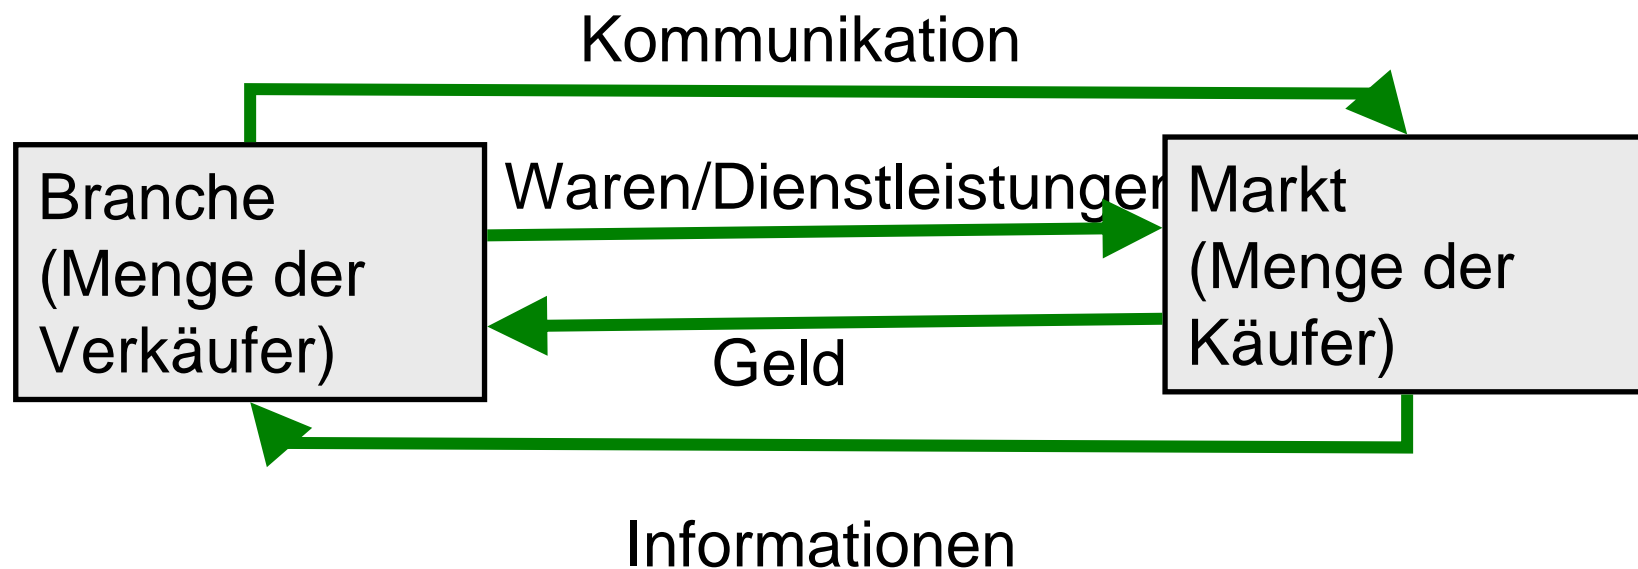 Kommunikation
Branche
(Menge der
Verkäufer)
Waren/Dienstleistungen
Geld
Markt
(Menge der
Käufer)
Informationen